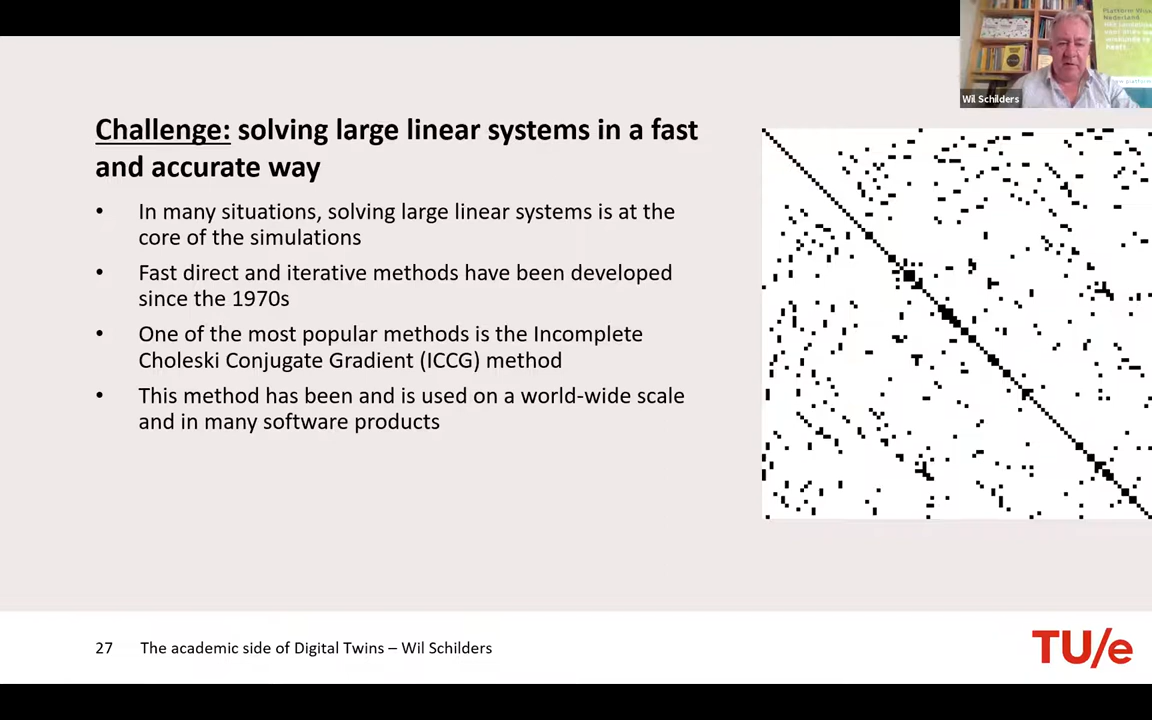 Platform Wis
Nederland
Wil Schilders
Challenge: solving large linear systems in a fast
and accurate way
• In many situations, solving large linear systems is at the
core of the simulations
• Fast direct and iterative methods have been developed
since the 1970s
• One of the most popular methods is the Incomplete
Choleski Conjugate Gradient (ICCG) method
• This method has been and is used on a world-wide scale
and in many software products
27 The academic side of Digital Twins – Wil Schilders
TU/e